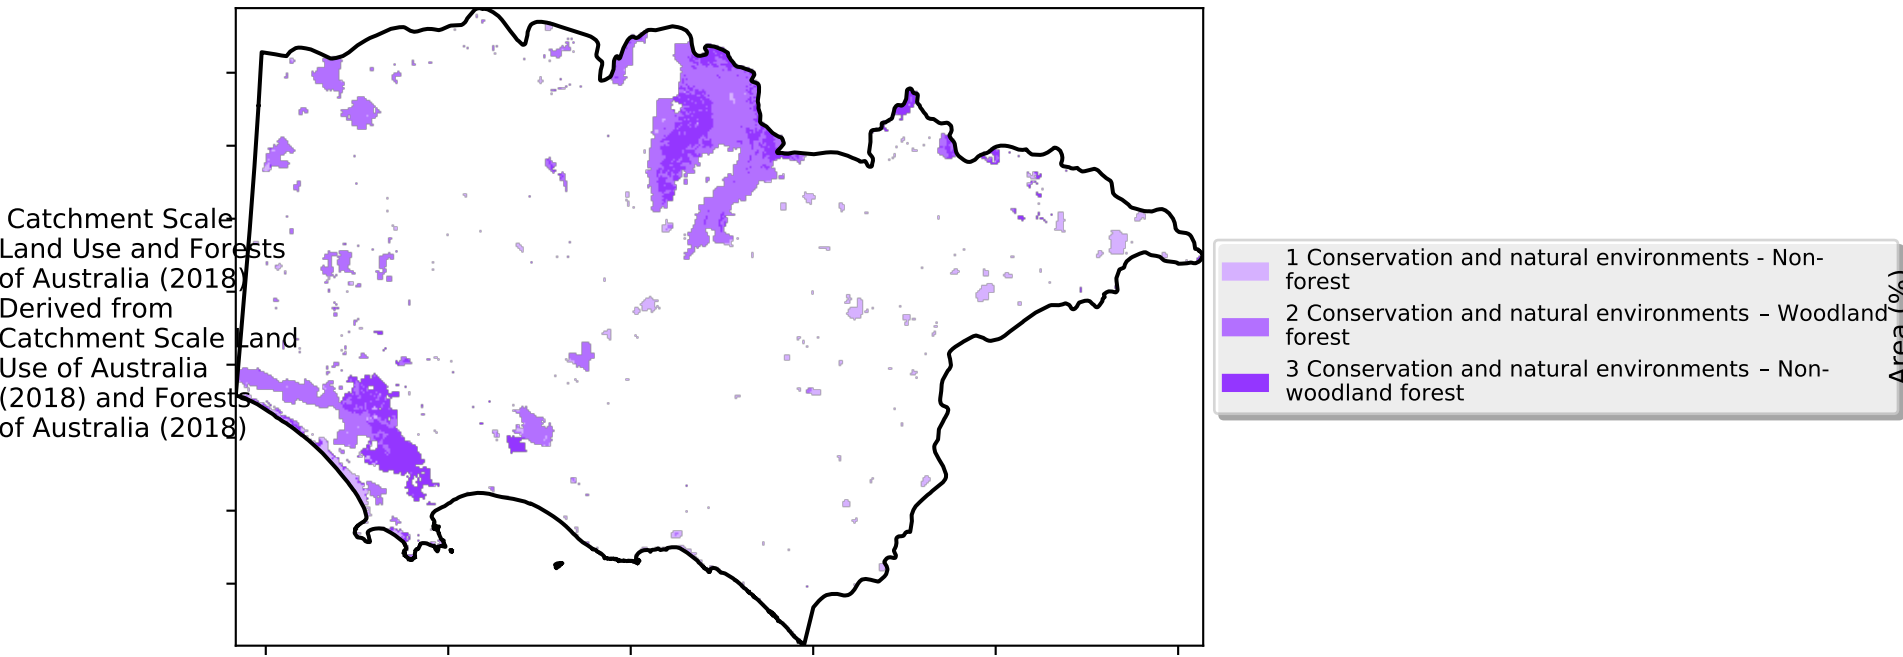 Catchment Scale
Land Use and Forests
of Australia (2018)
Derived from
Catchment Scale Land
Use of Australia
(2018) and Forests
of Australia (2018)
1 Conservation and natural environments - Non-
forest
2 Conservation and natural environments – Woodland
forest
3 Conservation and natural environments – Non-
woodland forest
Area (%)